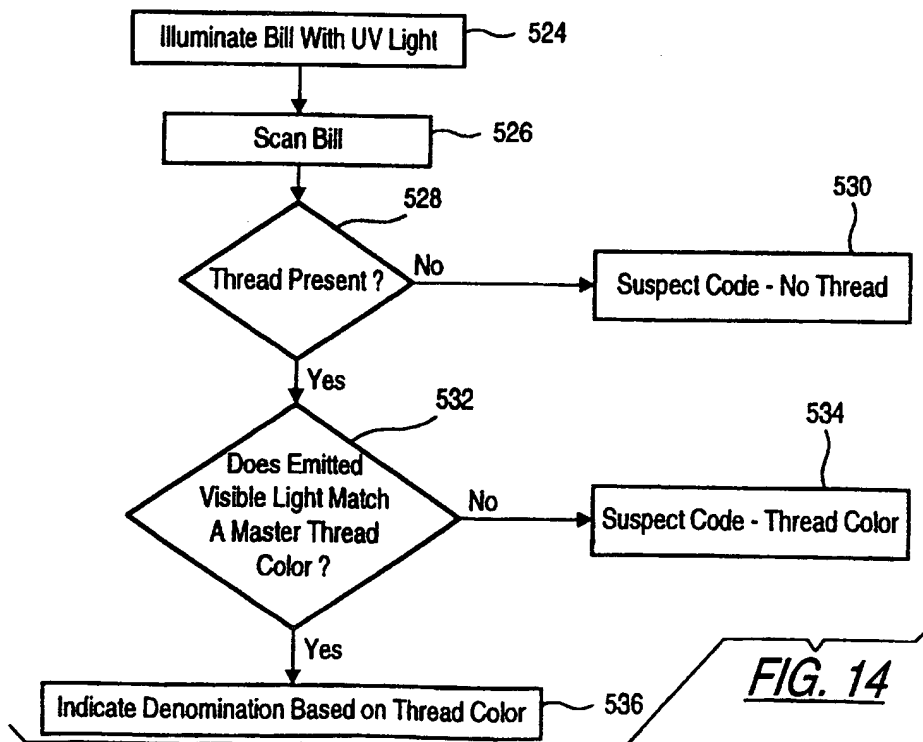 Illuminate Bill With UV Light
524
Scan Bill
526
528
530
Thread Present ?
No
Suspect Code - No Thread
Yes
532
534
Does Emitted
Visible Light Match
A Master Thread
Color ?
No
Suspect Code - Thread Color
Yes
Indicate Denomination Based on Thread Color
536
FIG. 14